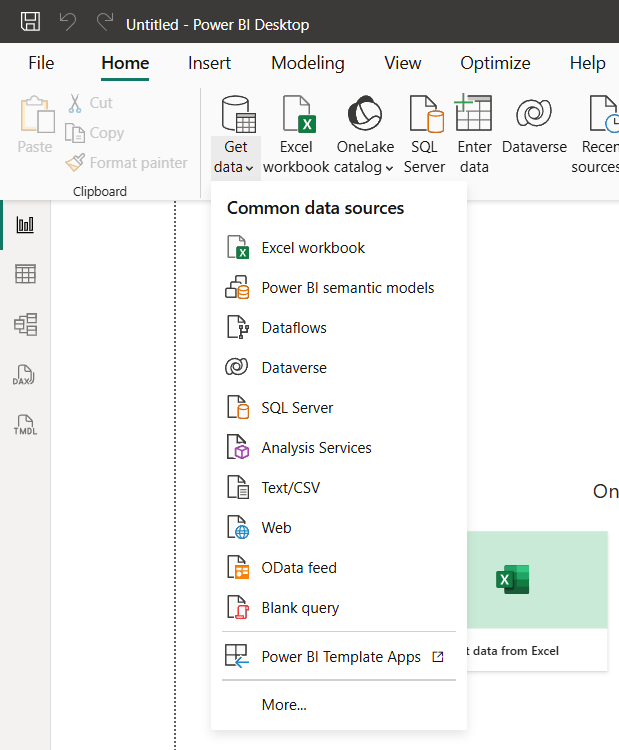 Untitled - Power BI Desktop
File Home Insert Modeling View Optimize Help
Paste
Cut
Copy
Format painter
Clipboard
Get data
Excel workbook
OneLake catalog
SQL Server
Enter data
Dataverse
Recen
sources
Common data sources
Excel workbook
Power BI semantic models
Dataflows
Dataverse
SQL Server
Analysis Services
Text/CSV
Web
OData feed
Blank query
Power BI Template Apps
More...
DAX
TMDL
On
X
t data from Excel